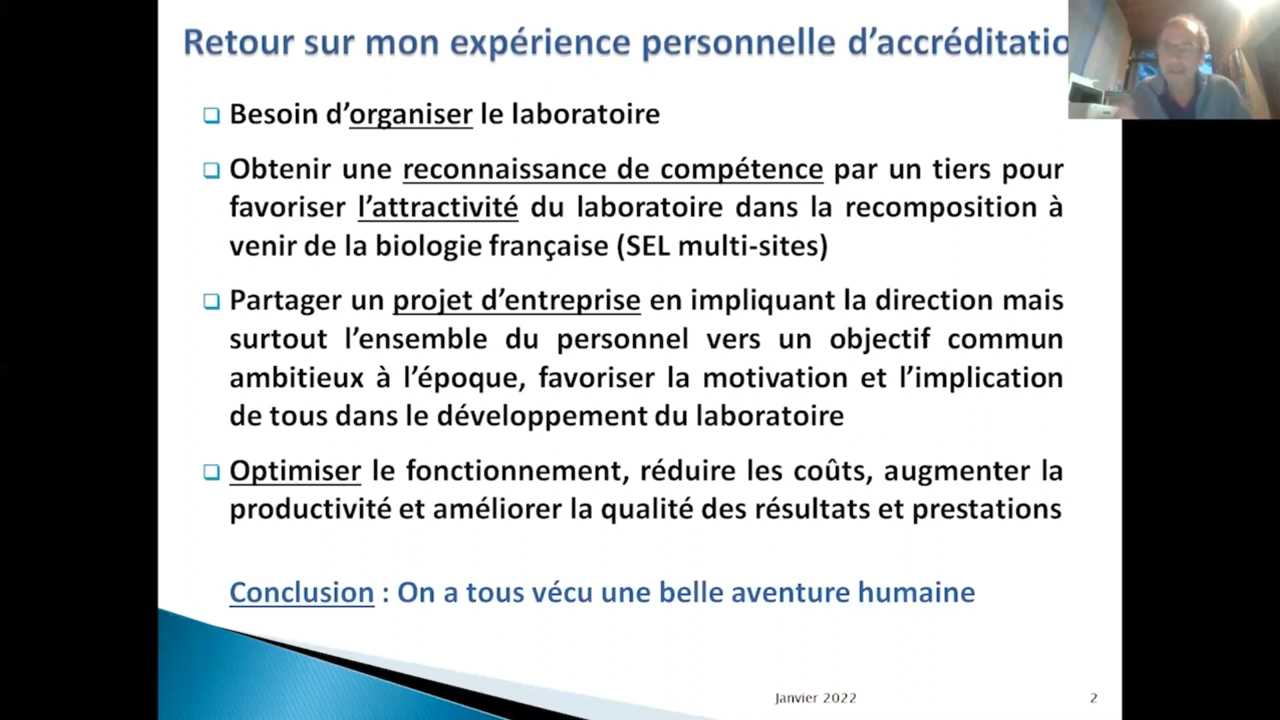 Retour sur mon expérience personnelle d’accréditatio
Besoin d’organiser le laboratoire
Obtenir une reconnaissance de compétence par un tiers pour
favoriser l’attractivité du laboratoire dans la recomposition à
venir de la biologie française (SEL multi-sites)
Partager un projet d’entreprise en impliquant la direction mais
surtout l’ensemble du personnel vers un objectif commun
ambitieux à l’époque, favoriser la motivation et l’implication
de tous dans le développement du laboratoire
Optimiser le fonctionnement, réduire les coûts, augmenter la
productivité et améliorer la qualité des résultats et prestations
Conclusion : On a tous vécu une belle aventure humaine
Janvier 2022
2